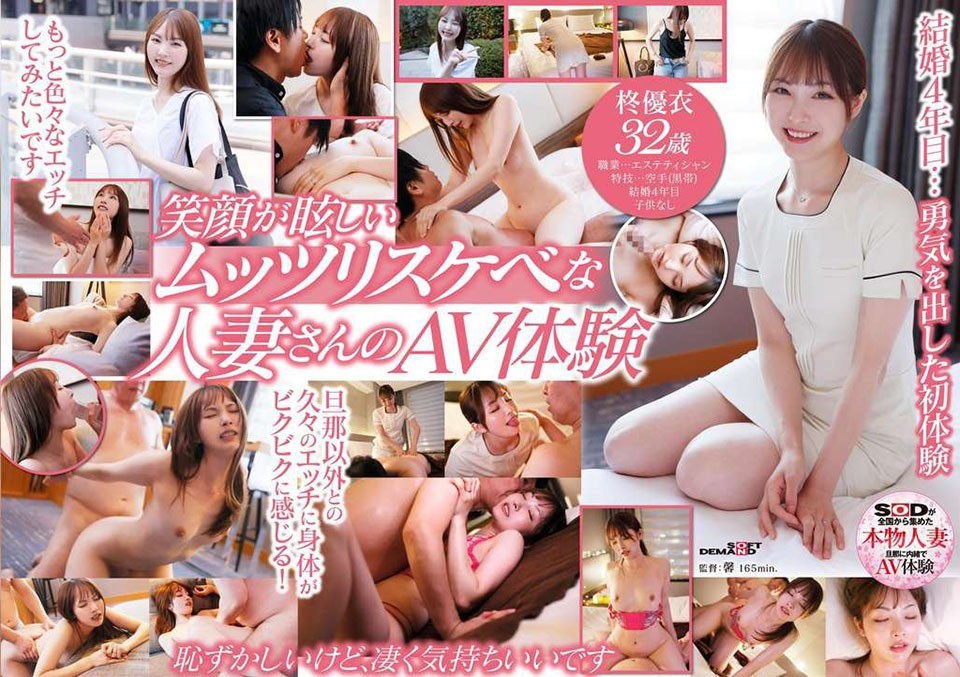 もっと色々なエッチ
してみたいです
笑顔が眩しい
ムッツリスケベな
人妻さんのAV体験
柊優衣
32歳
職業…エステティシャン
特技…空手(黒帯)
結婚4年目
子供なし
結婚4年目…勇気を出した初体験
旦那以外との
久々のエッチに身体が
ビクビクに感じる!
SODが
全国から集めた
本物人妻
旦那に内緒で
AV体験
SOFT
DEMAND
監督:馨 165min.
恥ずかしいけど、凄く気持ちいいです